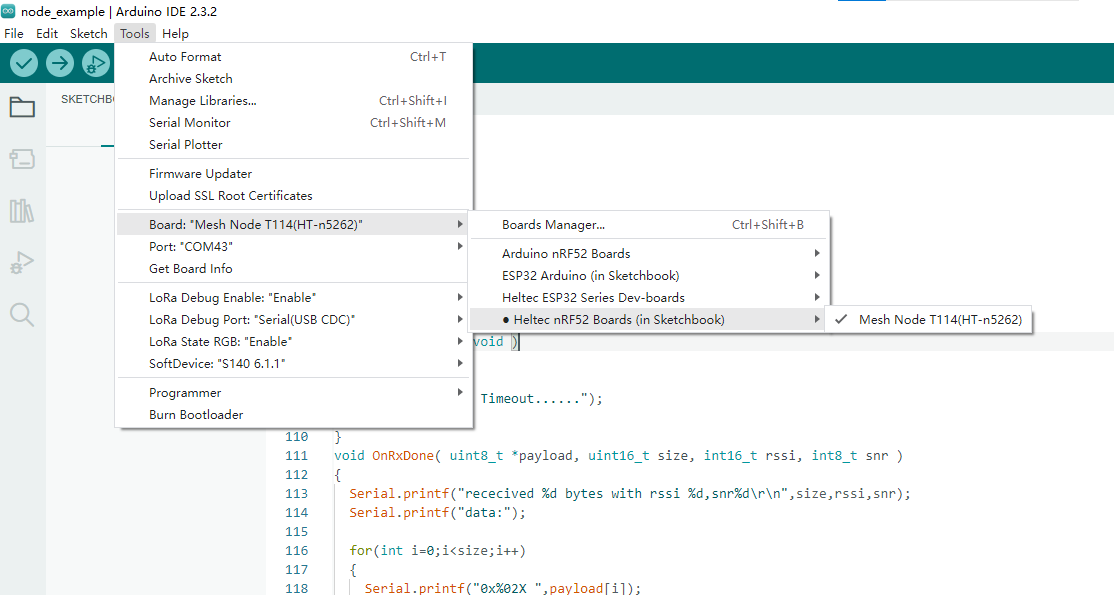 node_example | Arduino IDE 2.3.2
File Edit Sketch Tools Help
SKETCHBO
Auto Format Ctrl+T
Archive Sketch
Manage Libraries... Ctrl+Shift+I
Serial Monitor Ctrl+Shift+M
Serial Plotter
Firmware Updater
Upload SSL Root Certificates
Board: "Mesh Node T114(HT-n5262)"
Port: "COM43"
Get Board Info
LoRa Debug Enable: "Enable"
LoRa Debug Port: "Serial(USB CDC)"
LoRa State RGB: "Enable"
SoftDevice: "S140 6.1.1"
Programmer
Burn Bootloader
Boards Manager... Ctrl+Shift+B
Arduino nRF52 Boards
ESP32 Arduino (in Sketchbook)
Heltec ESP32 Series Dev-boards
● Heltec nRF52 Boards (in Sketchbook)
Mesh Node T114(HT-n5262)
void )
Timeout......");
110 }
111 void OnRxDone( uint8_t *payload, uint16_t size, int16_t rssi, int8_t snr )
112 {
113 Serial.printf("rececived %d bytes with rssi %d,snr%d\r\n",size,rssi,snr);
114 Serial.printf("data:");
115
116 for(int i=0;i<size;i++)
117 {
118 Serial.printf("0x%02X ",payload[i]);